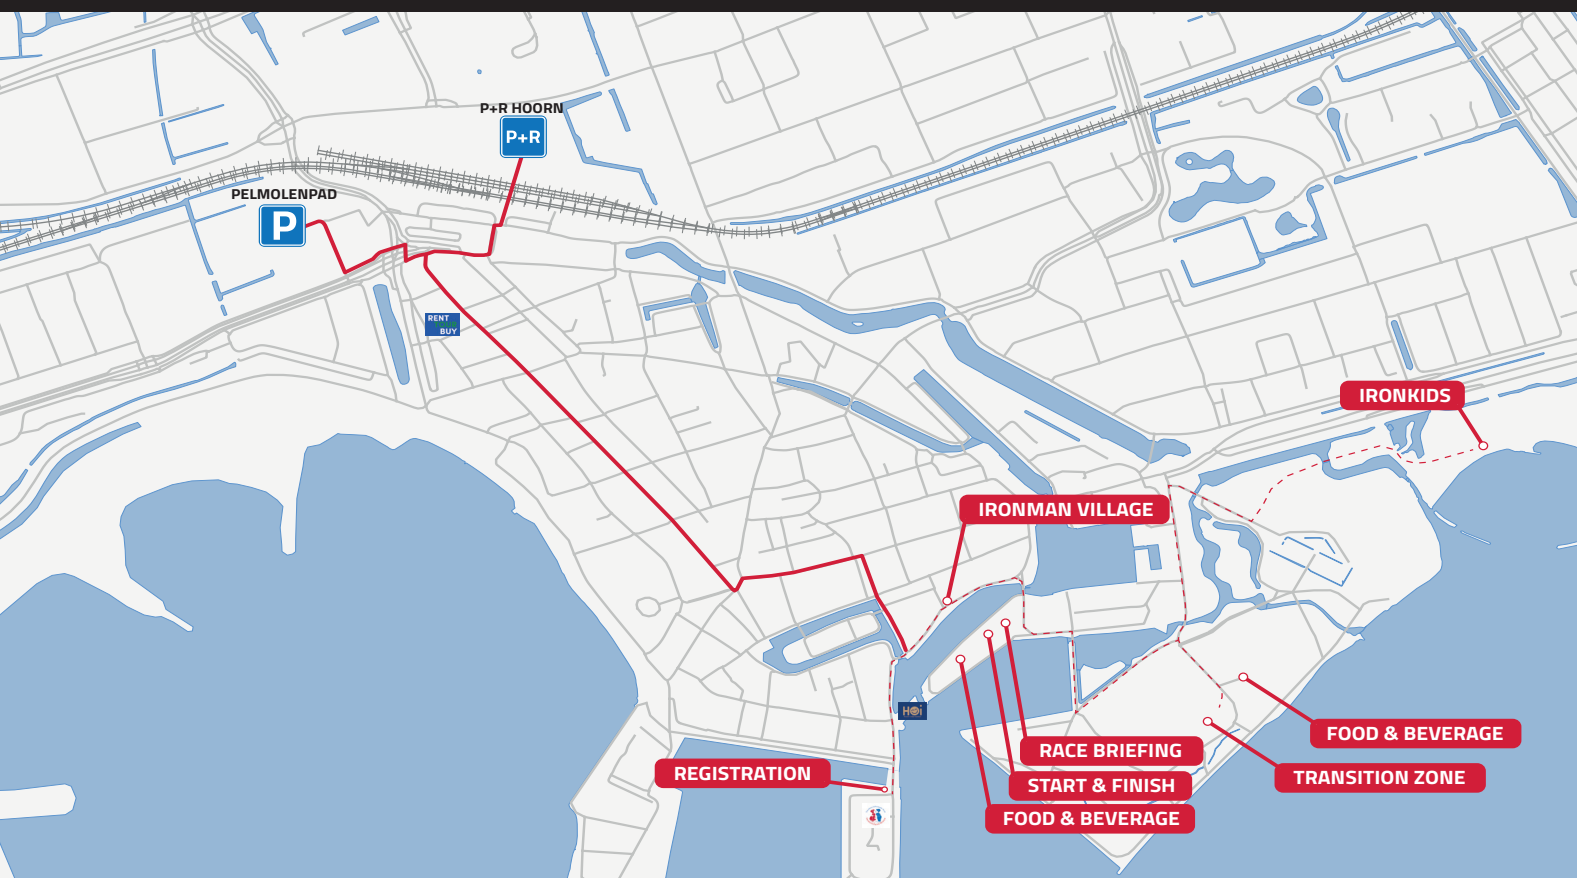 P+R HOORN
P+R
PELMOLENPAD
P
RENT
BUY
IRONKIDS
IRONMAN VILLAGE
HOi
FOOD & BEVERAGE
RACE BRIEFING
REGISTRATION
TRANSITION ZONE
START & FINISH
FOOD & BEVERAGE